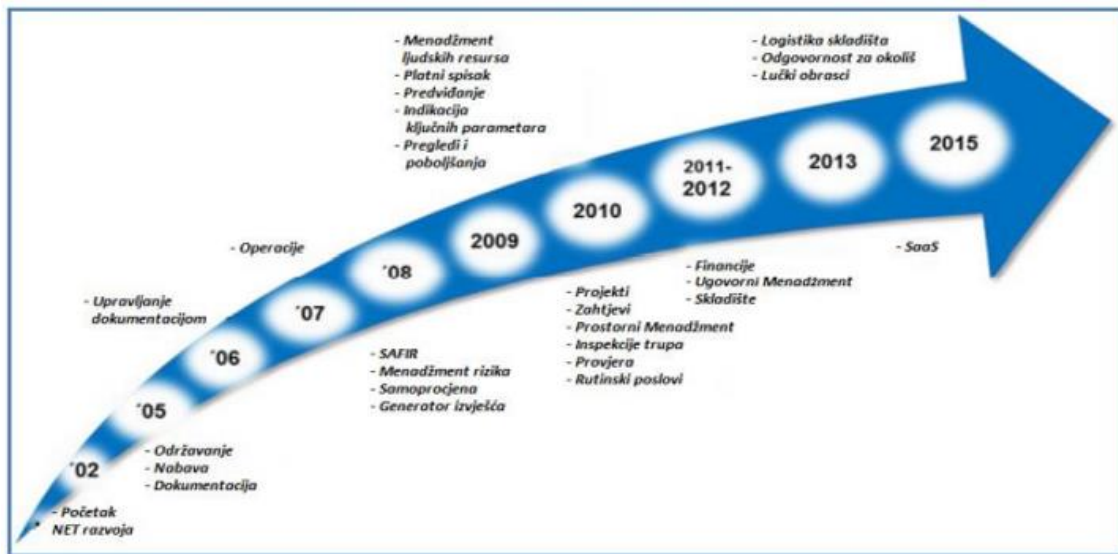 - Menadžment
ljudskih resursa
- Platni spisak
- Predviđanje
- Indikacija
ključnih parametara
- Pregledi i
poboljšanja
- Logistika skladišta
- Odgovornost za okoliš
- Lučki obrasci
2015
2013
2011-
2012
2010
2009
'08
'07
'06
'05
'02
- Operacije
- Upravljanje
dokumentacijom
- SaaS
- Financije
- Ugovorni Menadžment
- Skladište
- Projekti
- Zahtjevi
- Prostorni Menadžment
- Inspekcije trupa
- Provjera
- Rutinski poslovi
- SAFIR
- Menadžment rizika
- Samoprocjena
- Generator izvješća
- Održavanje
- Nabava
- Dokumentacija
- Početak
NET razvoja